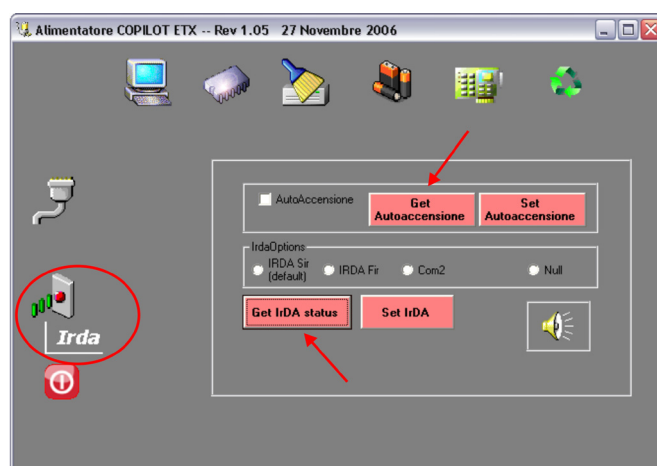 Alimentatore COPILOT ETX -- Rev 1.05 27 Novembre 2006
AutoAccensione
Get
Autoaccensione
Set
Autoaccensione
IrdaOptions
IRDA Sir
(default)
IRDA Fir
Com2
Null
Get IrDA status
Set IrDA
Irda